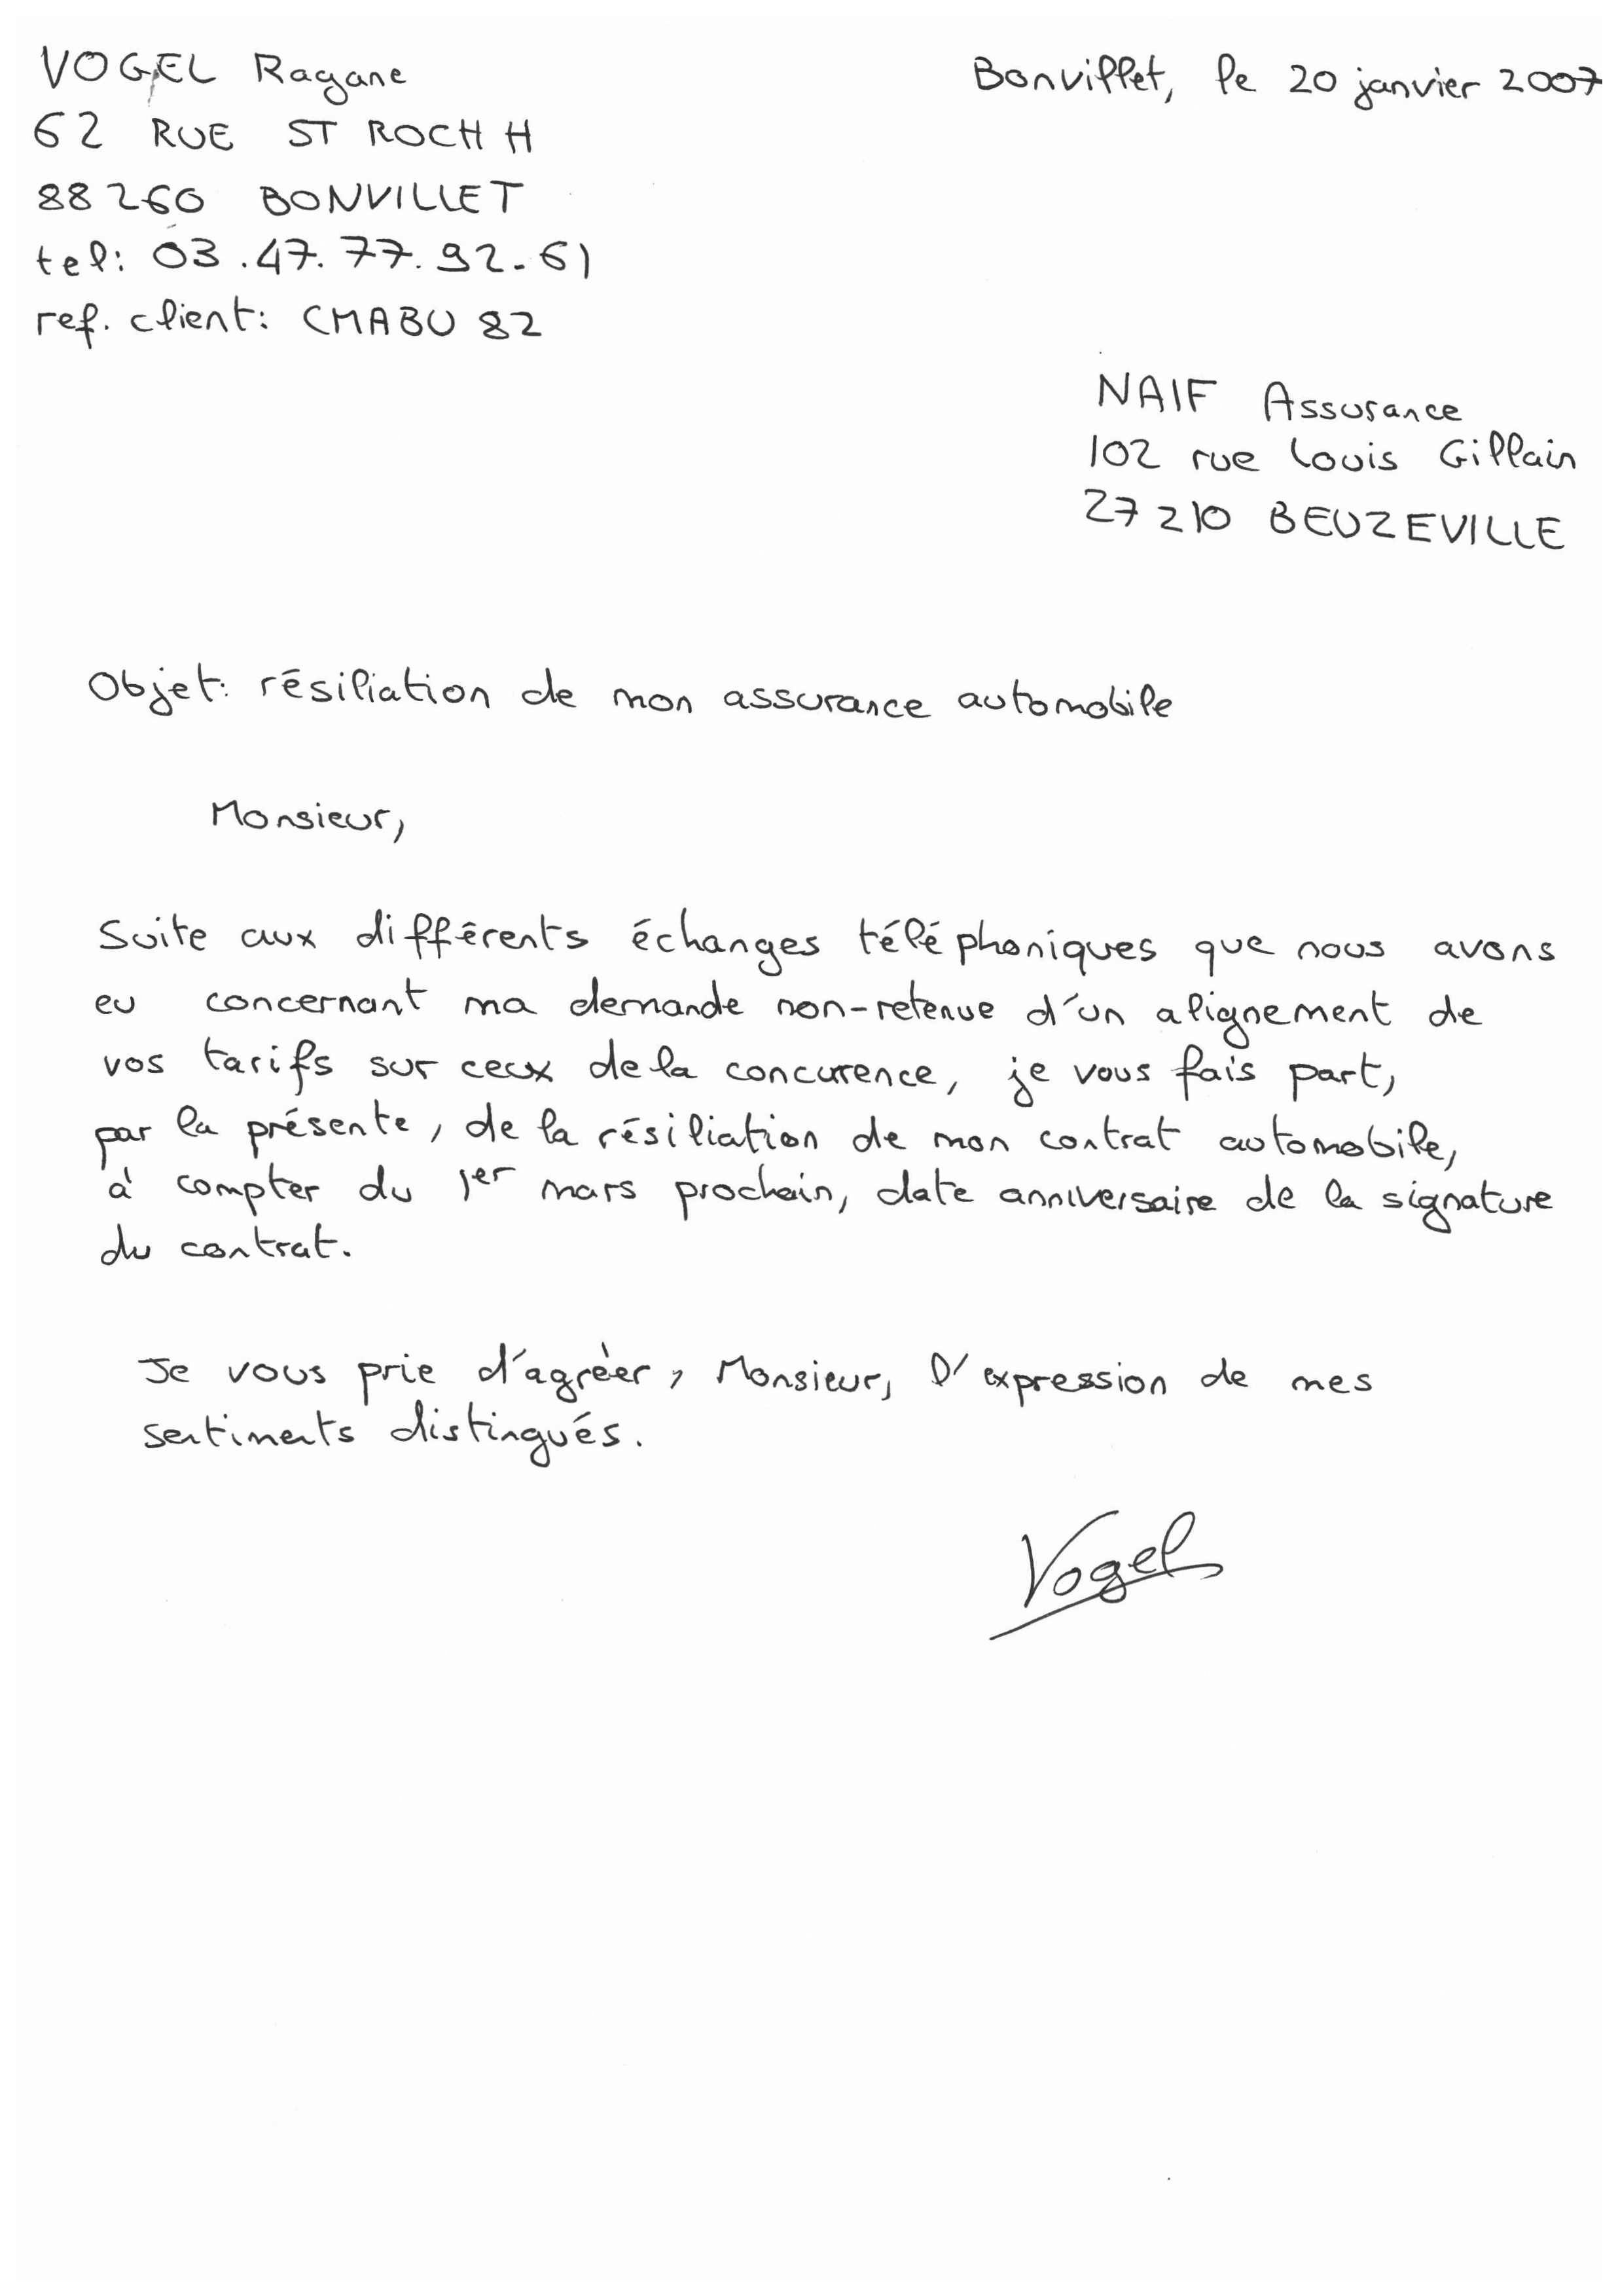 VOGEL Ragane
Bonvillet, le 20 janvier 2007
62 RUE ST ROCH H
88260 BONVILLET
tel: 03.47.77.92.61
ref. client: CMABU 82
NAIF Assurance
102 rue Louis Gillain
27210 BEUZEVILLE
Objet: résiliation de mon assurance automobile
Monsieur,
Suite aux différents échanges téléphoniques que nous avons
eu concernant ma demande non-retenue d'un alignement de
vos tarifs sur ceux de la concurence, je vous fais part,
par la présente, de la résiliation de mon contrat automobile,
à compter du 1er mars prochain, date anniversaire de la signature
du contrat.
Je vous prie d'agréer, Monsieur, l'expression de mes
sentiments distingués.
Vogel